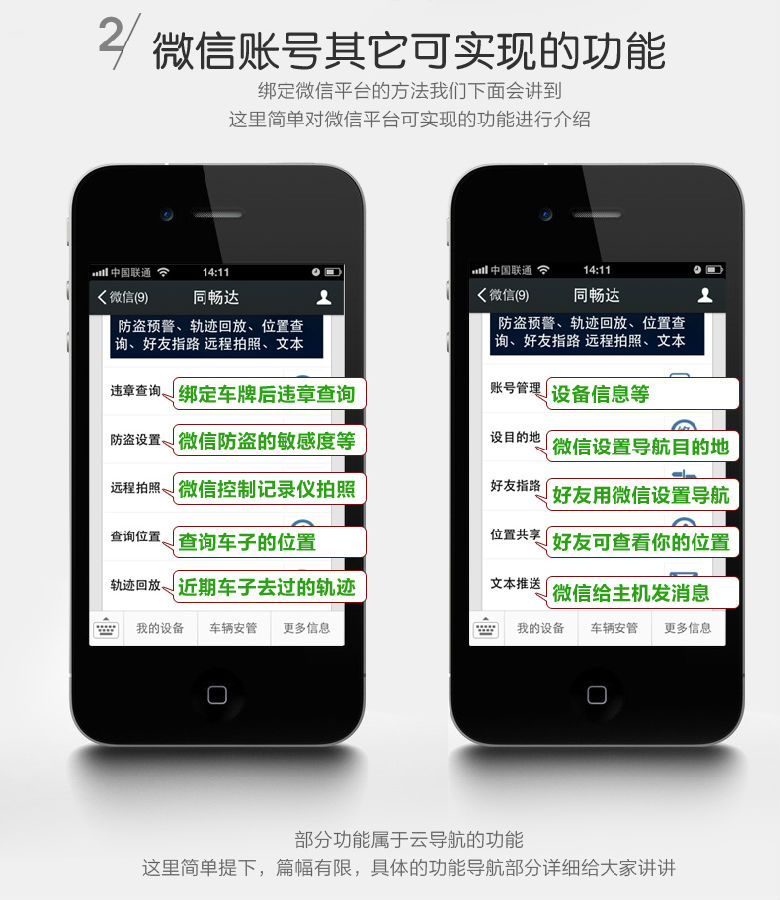 2/ 微信账号其它可实现的功能
绑定微信平台的方法我们下面会讲到
这里简单对微信平台可实现的功能进行介绍
中国联通 14:11
微信(9) 同畅达
防盗预警、轨迹回放、位置查
询、好友指路 远程拍照、文本
违章查询 绑定车牌后违章查询
防盗设置 微信防盗的敏感度等
远程拍照 微信控制记录仪拍照
查询位置 查询车子的位置
轨迹回放 近期车子去过的轨迹
我的设备 车辆安管 更多信息
中国联通 14:11
微信(9) 同畅达
防盗预警、轨迹回放、位置查
询、好友指路 远程拍照、文本
账号管理 设备信息等
设目的地 微信设置导航目的地
好友指路 好友用微信设置导航
位置共享 好友可查看你的位置
文本推送 微信给主机发消息
我的设备 车辆安管 更多信息
部分功能属于云导航的功能
这里简单提下，篇幅有限，具体的功能导航部分详细给大家讲讲